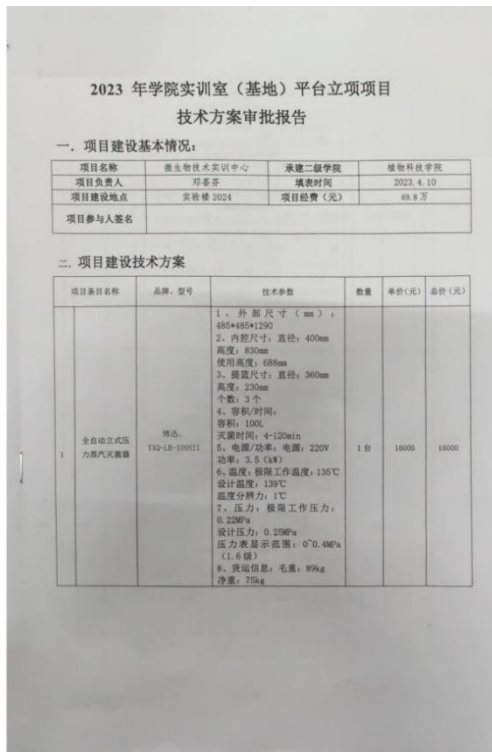 2023 年学院实训室（基地）平台立项项目
技术方案审批报告
一．项目建设基本情况：
项目名称 微生物技术实训中心 承建二级学院 植物科技学院
项目负责人 邓荟芬 填表时间 2023.4.10
项目建设地点 实验楼 2024 项目经费（元） 69.8 万
项目参与人签名
二．项目建设技术方案
项目条目名称 品牌、型号 技术参数 数量 单价（元） 总价（元）
1、外部尺寸（mm）：
485*485*1290
2、内腔尺寸：直径：400mm
高度：830mm
使用高度：688mm
3、提篮尺寸：直径：360mm
高度：230mm
个数：3 个
4、容积/时间：
容积：100L
灭菌时间：4-120min
1 全自动立式压力蒸汽灭菌器 博迅、YXQ-LB-100SII 5、电源/功率：电源：220V 1 台 16000 16000
功率：3.5（kW）
6、温度：极限工作温度：135℃
设计温度：139℃
温度分辨力：1℃
7、压力：极限工作压力：
0.22MPa
设计压力：0.25MPa
压力表显示范围：0~0.4MPa
（1.6 级）
8、货运信息：毛重：89kg
净重：75kg